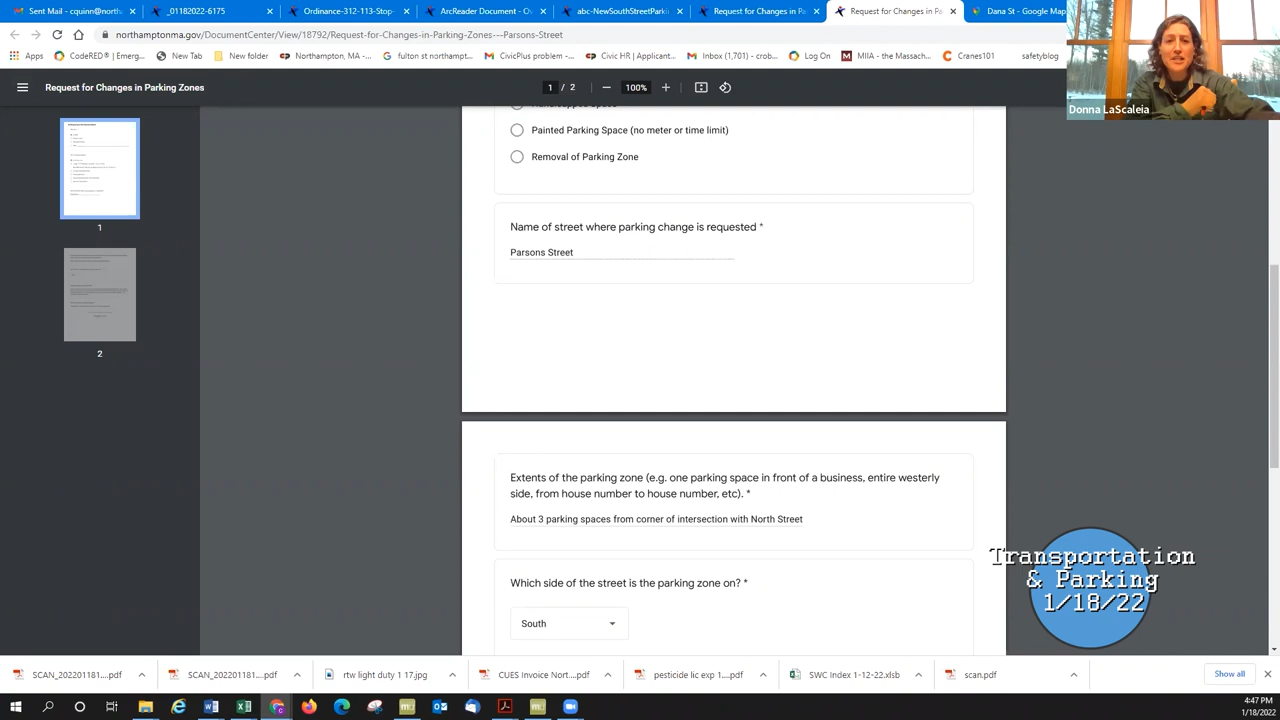 Sent Mail - cquinn@north
_01182022-6175
Ordinance-312-113-Stop-
ArcReader Document - Ov
abc-NewSouthStreetParki
Request for Changes in Pa
Request for Changes in Pa
Dana St - Google Map
northamptonma.gov/DocumentCenter/View/18792/Request-for-Changes-in-Parking-Zones---Parsons-Street
Apps
CodeRED® | Emerg...
New Tab
New folder
Northampton, MA -...
fulton st northampt...
CivicPlus problem -...
Civic HR | Applicant...
Inbox (1,701) - crob...
Log On
MIIA - the Massach...
Cranes101
safetyblog
Donna LaScaleia
Request for Changes in Parking Zones
1 / 2
100%
Painted Parking Space (no meter or time limit)
Removal of Parking Zone
Name of street where parking change is requested *
Parsons Street
1
2
Extents of the parking zone (e.g. one parking space in front of a business, entire westerly
side, from house number to house number, etc). *
About 3 parking spaces from corner of intersection with North Street
Which side of the street is the parking zone on? *
South
Transportation
& Parking
1/18/22
SCAN_202201181....pdf
SCAN_202201181....pdf
rtw light duty 1 17.jpg
CUES Invoice Nort....pdf
pesticide lic exp 1....pdf
SWC Index 1-12-22.xlsb
scan.pdf
Show all
4:47 PM
1/18/2022